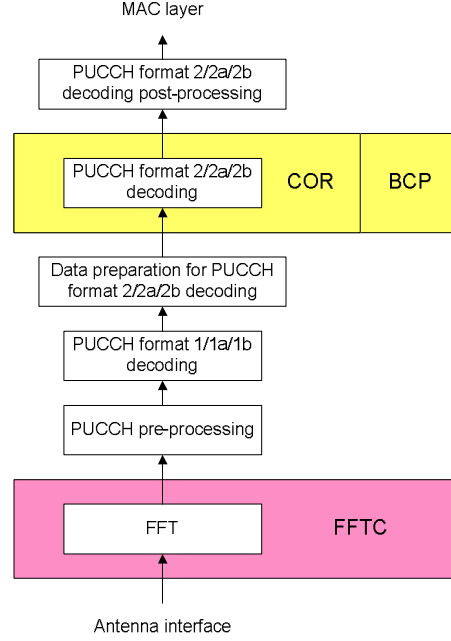 MAC layer
PUCCH format 2/2a/2b
decoding post-processing
PUCCH format 2/2a/2b
decoding
COR
BCP
Data preparation for PUCCH
format 2/2a/2b decoding
PUCCH format 1/1a/1b
decoding
PUCCH pre-processing
FFT
FFTC
Antenna interface